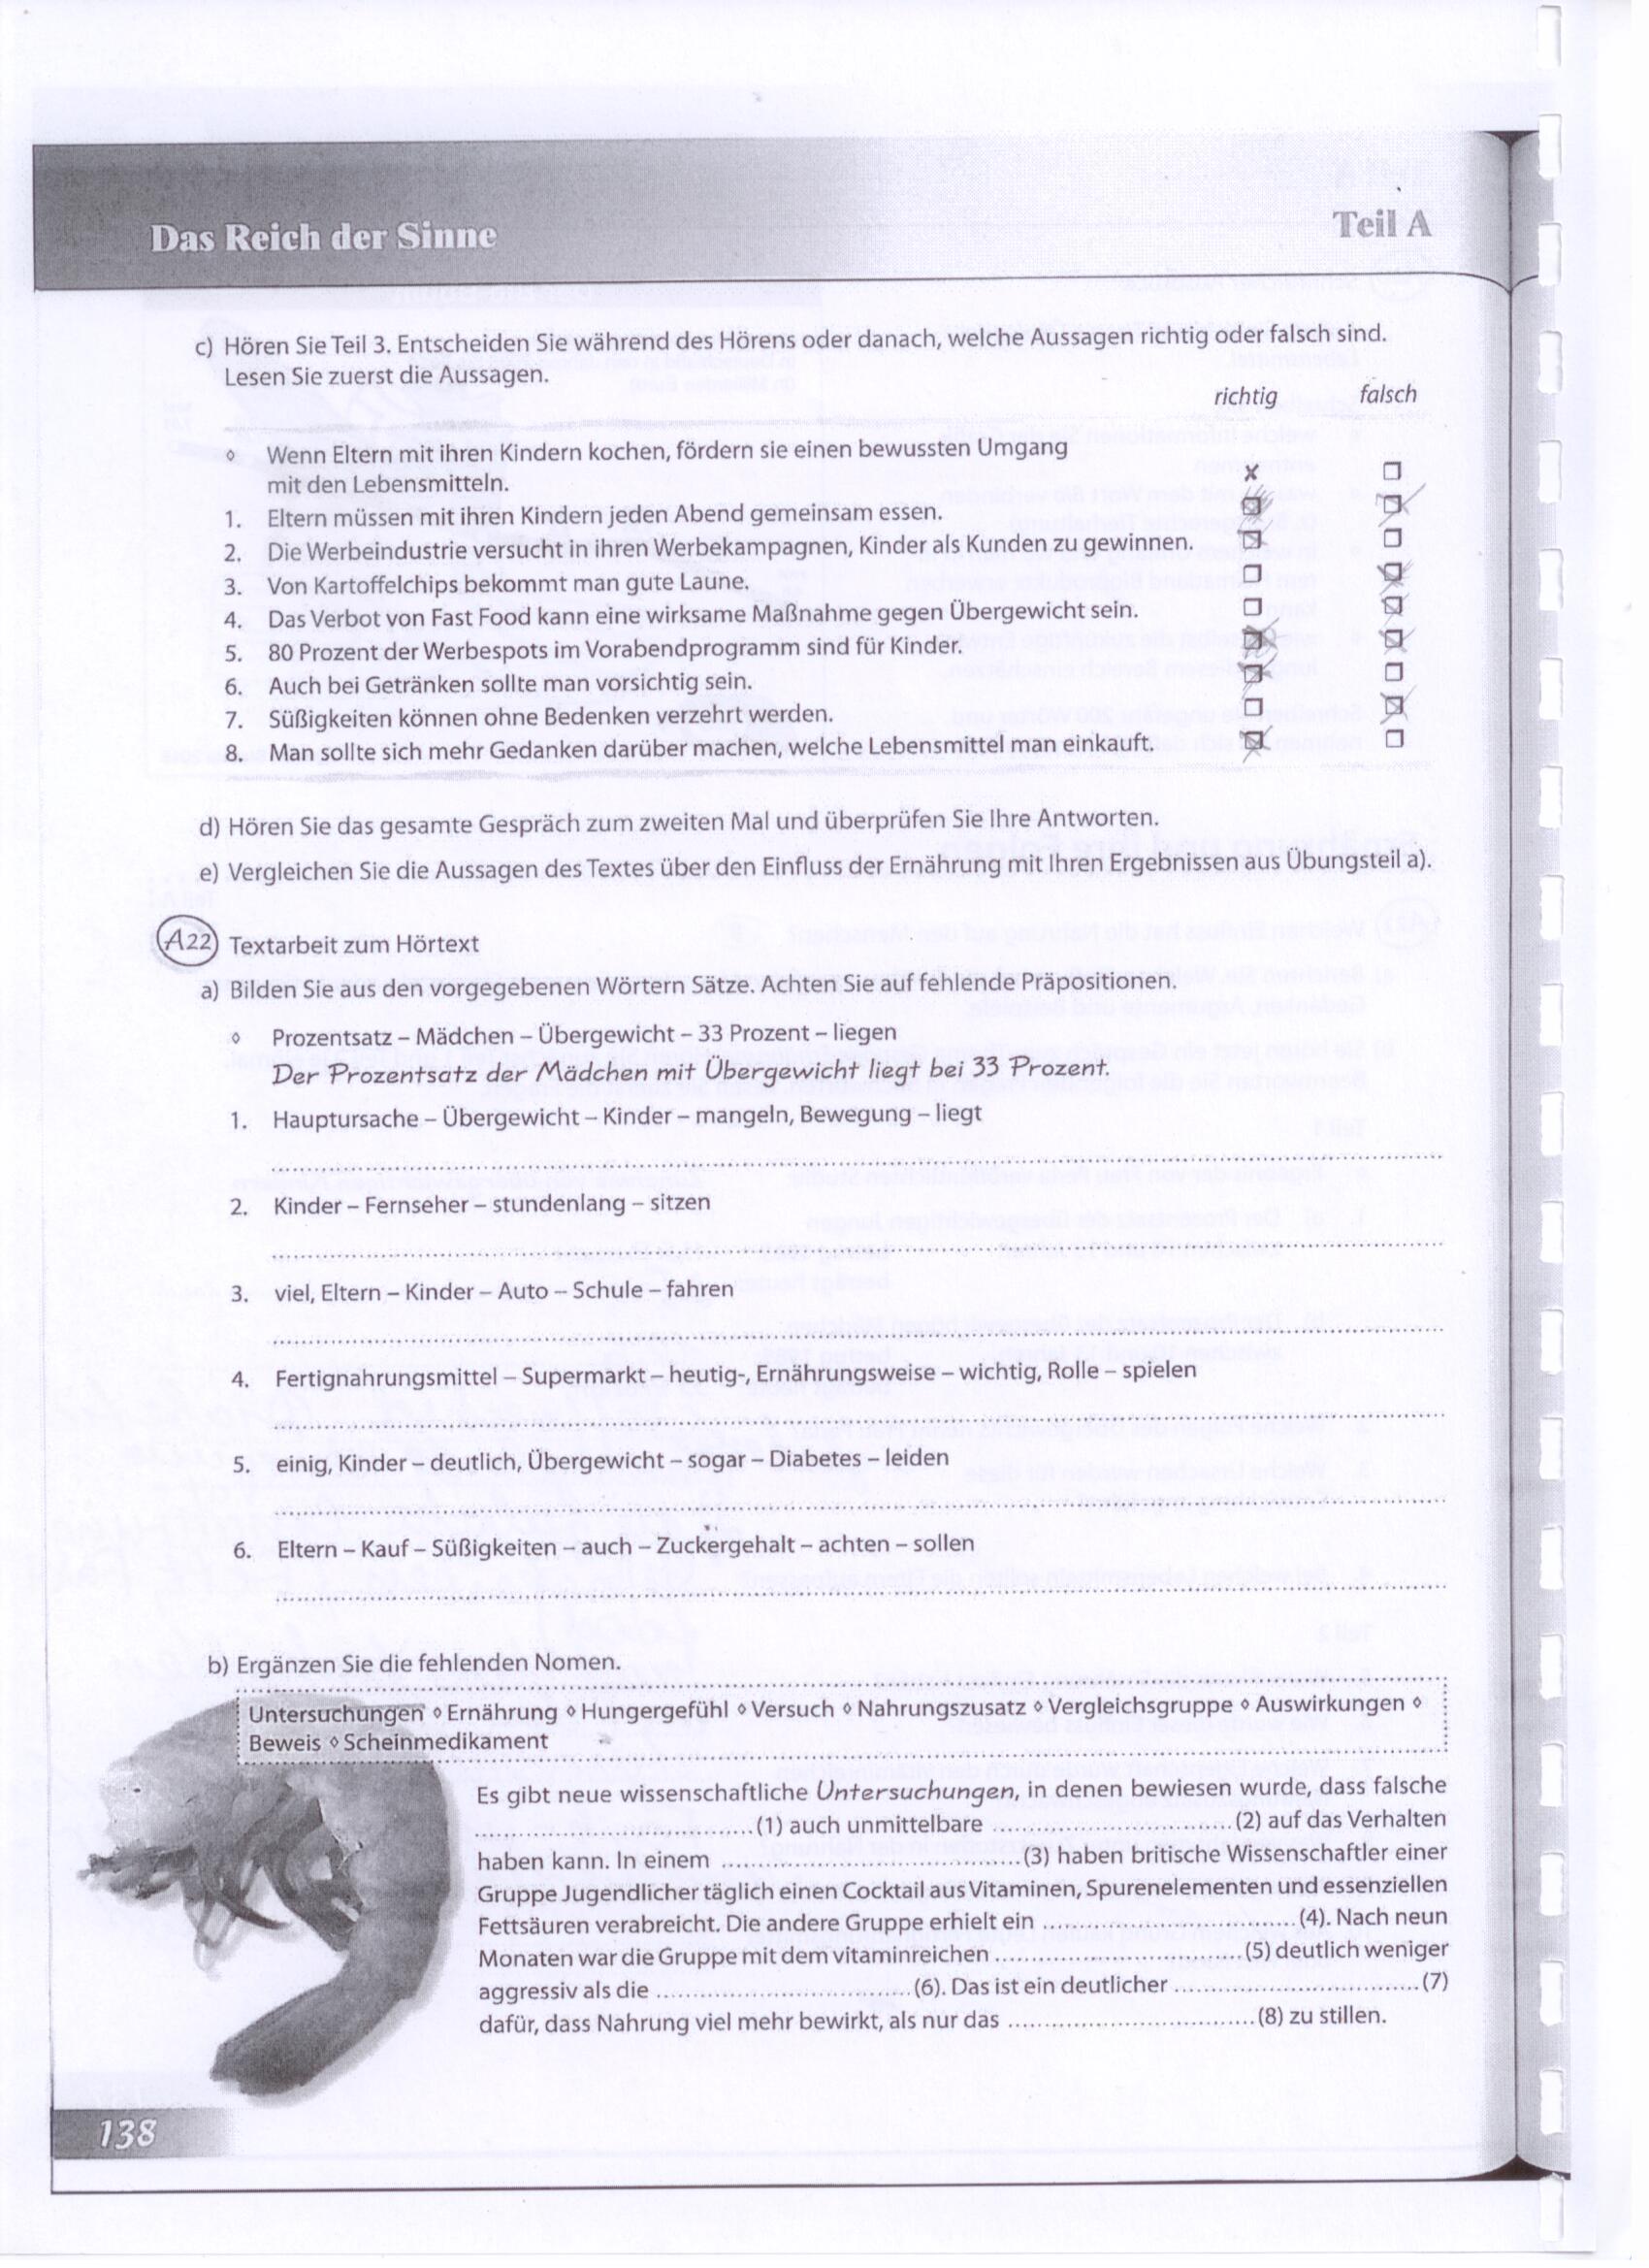 Das Reich der Sinne
Teil A
c) Hören Sie Teil 3. Entscheiden Sie während des Hörens oder danach, welche Aussagen richtig oder falsch sind.
Lesen Sie zuerst die Aussagen.
richtig falsch
◊ Wenn Eltern mit ihren Kindern kochen, fördern sie einen bewussten Umgang
mit den Lebensmitteln.
1. Eltern müssen mit ihren Kindern jeden Abend gemeinsam essen.
2. Die Werbeindustrie versucht in ihren Werbekampagnen, Kinder als Kunden zu gewinnen.
3. Von Kartoffelchips bekommt man gute Laune.
4. Das Verbot von Fast Food kann eine wirksame Maßnahme gegen Übergewicht sein.
5. 80 Prozent der Werbespots im Vorabendprogramm sind für Kinder.
6. Auch bei Getränken sollte man vorsichtig sein.
7. Süßigkeiten können ohne Bedenken verzehrt werden.
8. Man sollte sich mehr Gedanken darüber machen, welche Lebensmittel man einkauft.
d) Hören Sie das gesamte Gespräch zum zweiten Mal und überprüfen Sie Ihre Antworten.
e) Vergleichen Sie die Aussagen des Textes über den Einfluss der Ernährung mit Ihren Ergebnissen aus Übungsteil a).
A22 Textarbeit zum Hörtext
a) Bilden Sie aus den vorgegebenen Wörtern Sätze. Achten Sie auf fehlende Präpositionen.
◊ Prozentsatz – Mädchen – Übergewicht – 33 Prozent – liegen
Der Prozentsatz der Mädchen mit Übergewicht liegt bei 33 Prozent.
1. Hauptursache – Übergewicht – Kinder – mangeln, Bewegung – liegt
2. Kinder – Fernseher – stundenlang – sitzen
3. viel, Eltern – Kinder – Auto – Schule – fahren
4. Fertignahrungsmittel – Supermarkt – heutig-, Ernährungsweise – wichtig, Rolle – spielen
5. einig, Kinder – deutlich, Übergewicht – sogar – Diabetes – leiden
6. Eltern – Kauf – Süßigkeiten – auch – Zuckergehalt – achten – sollen
b) Ergänzen Sie die fehlenden Nomen.
Untersuchungen ◊ Ernährung ◊ Hungergefühl ◊ Versuch ◊ Nahrungszusatz ◊ Vergleichsgruppe ◊ Auswirkungen ◊
Beweis ◊ Scheinmedikament
Es gibt neue wissenschaftliche Untersuchungen, in denen bewiesen wurde, dass falsche
.................................(1) auch unmittelbare .................................(2) auf das Verhalten
haben kann. In einem .................................(3) haben britische Wissenschaftler einer
Gruppe Jugendlicher täglich einen Cocktail aus Vitaminen, Spurenelementen und essenziellen
Fettsäuren verabreicht. Die andere Gruppe erhielt ein .................................(4). Nach neun
Monaten war die Gruppe mit dem vitaminreichen .................................(5) deutlich weniger
aggressiv als die .................................(6). Das ist ein deutlicher .................................(7)
dafür, dass Nahrung viel mehr bewirkt, als nur das .................................(8) zu stillen.
138